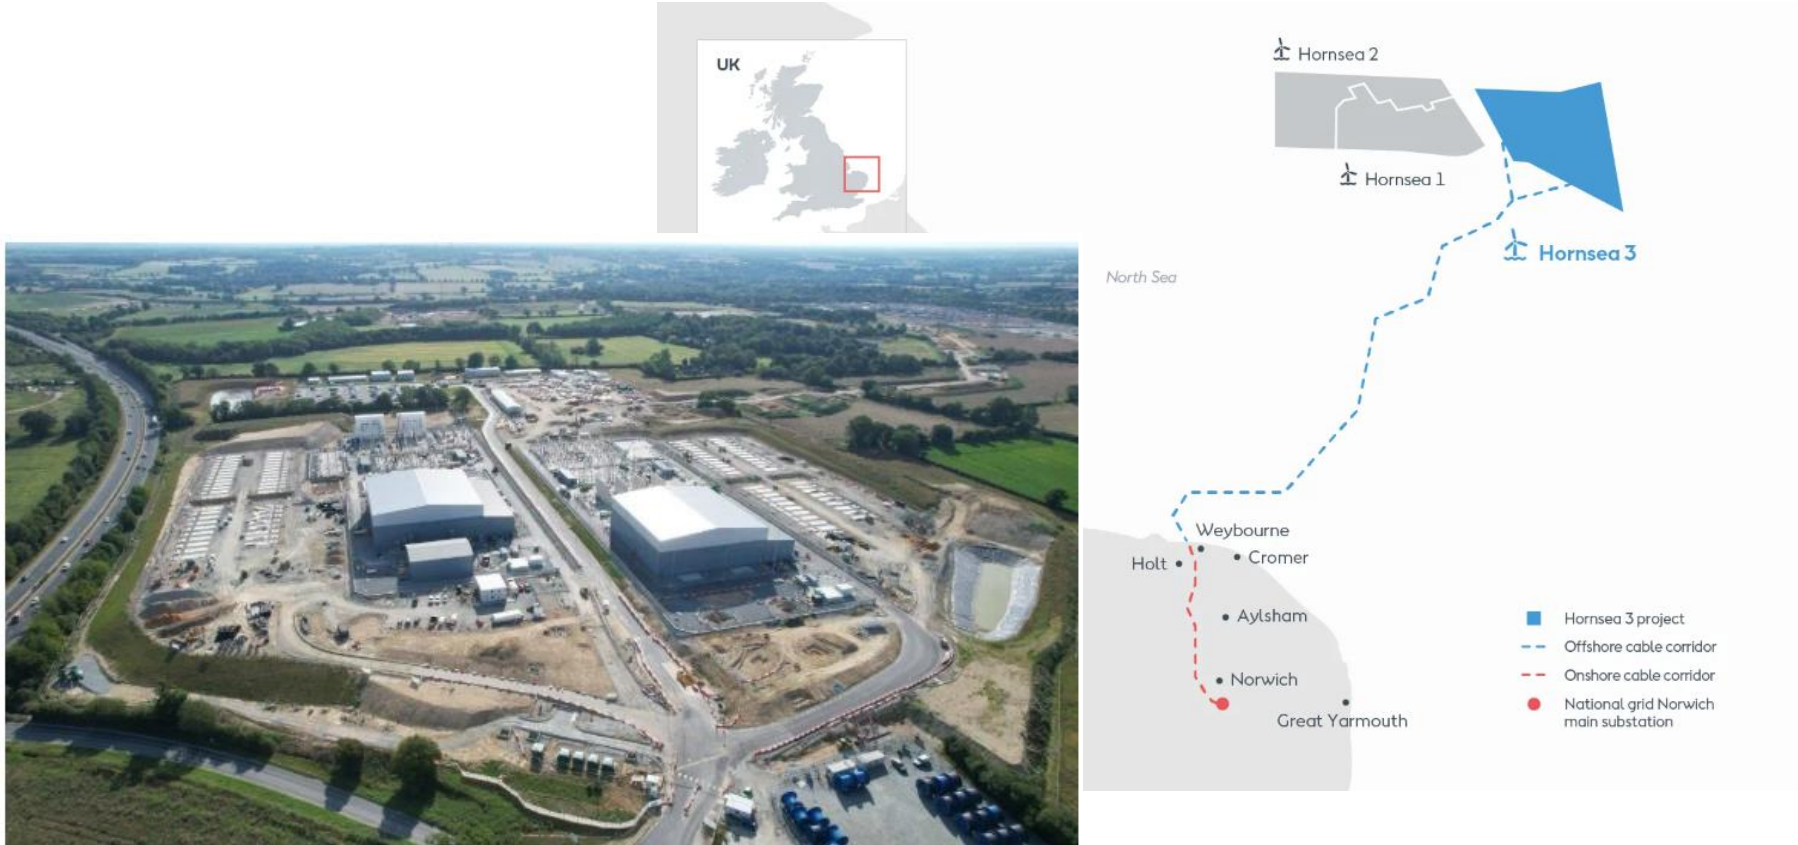 UK
Hornsea 2
Hornsea 1
Hornsea 3
North Sea
Weybourne
Holt
Cromer
Aylsham
Norwich
Great Yarmouth
Hornsea 3 project
Offshore cable corridor
Onshore cable corridor
National grid Norwich
main substation